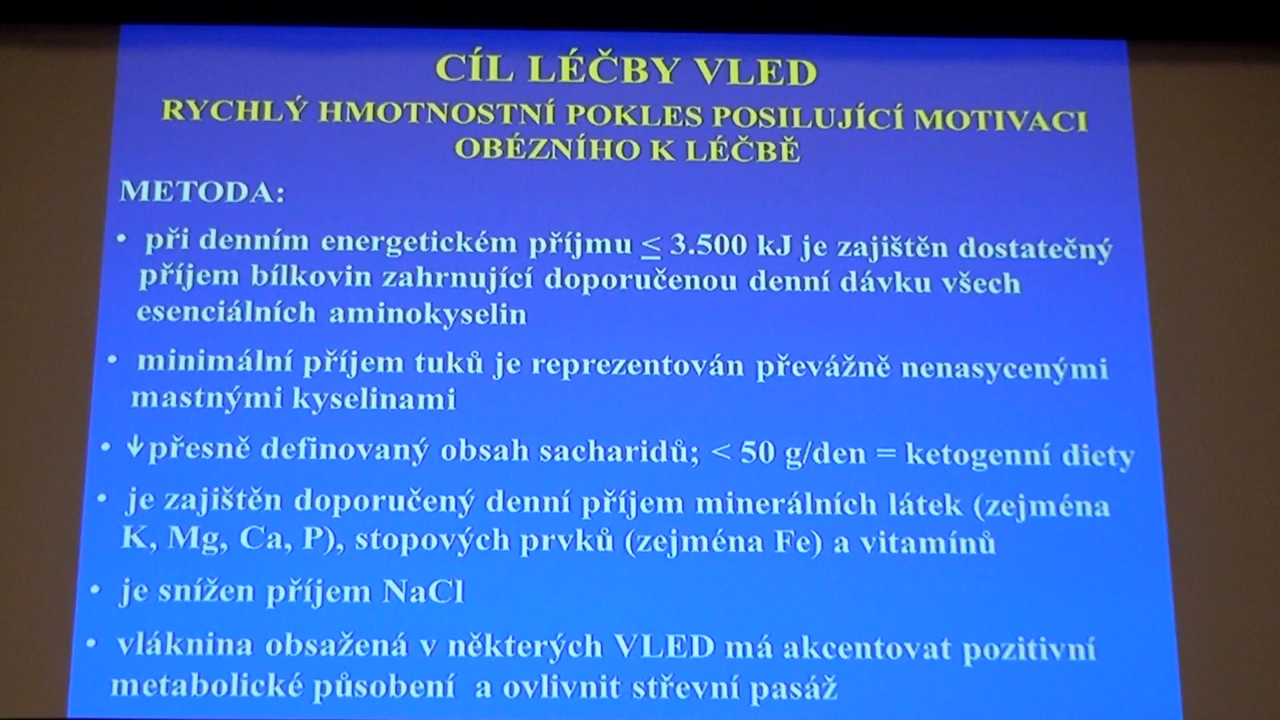 CÍL LÉČBY VLED
RYCHLÝ HMOTNOSTNÍ POKLES POSILUJÍCÍ MOTIVACI
OBÉZNÍHO K LÉČBĚ
METODA:
• při denním energetickém příjmu ≤ 3.500 kJ je zajištěn dostatečný
příjem bílkovin zahrnující doporučenou denní dávku všech
esenciálních aminokyselin
• minimální příjem tuků je reprezentován převážně nenasycenými
mastnými kyselinami
• ↓přesně definovaný obsah sacharidů; < 50 g/den = ketogenní diety
• je zajištěn doporučený denní příjem minerálních látek (zejména
K, Mg, Ca, P), stopových prvků (zejména Fe) a vitamínů
• je snížen příjem NaCl
• vláknina obsažená v některých VLED má akcentovat pozitivní
metabolické působení a ovlivnit střevní pasáž